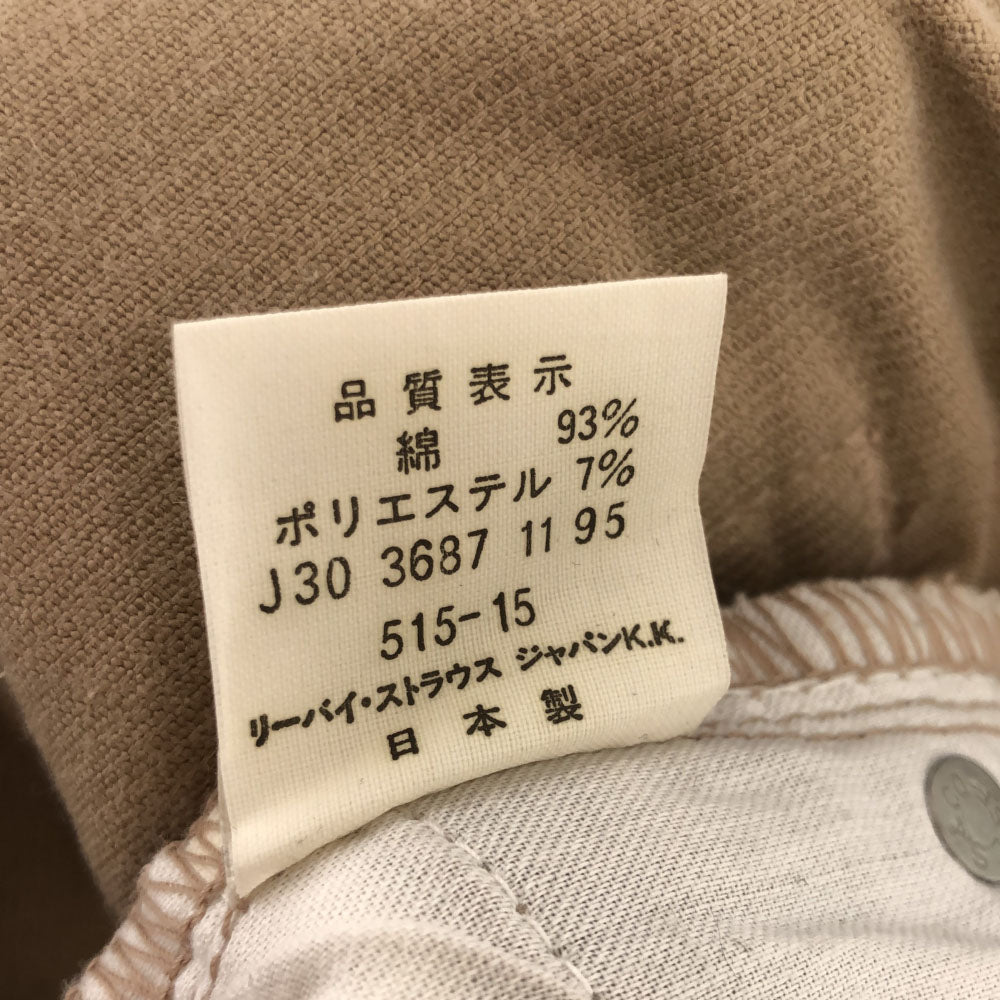 品質表示
綿 93%
ポリエステル 7%
J30 3687 11 95
515-15
リーバイ・ストラウス ジャパンK.K.
日本製